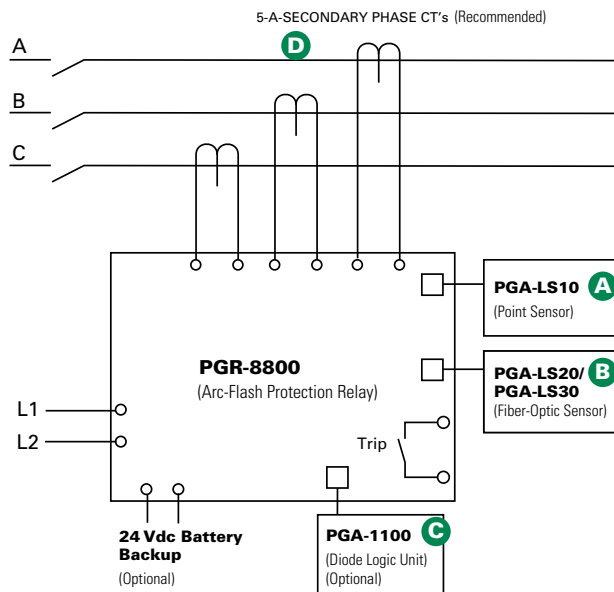 5-A-SECONDARY PHASE CT's (Recommended)
D
A
B
C
PGA-LS10 A
(Point Sensor)
PGR-8800
(Arc-Flash Protection Relay)
PGA-LS20/ B
PGA-LS30
(Fiber-Optic Sensor)
L1
L2
Trip
24 Vdc Battery
Backup
(Optional)
PGA-1100 C
(Diode Logic Unit)
(Optional)